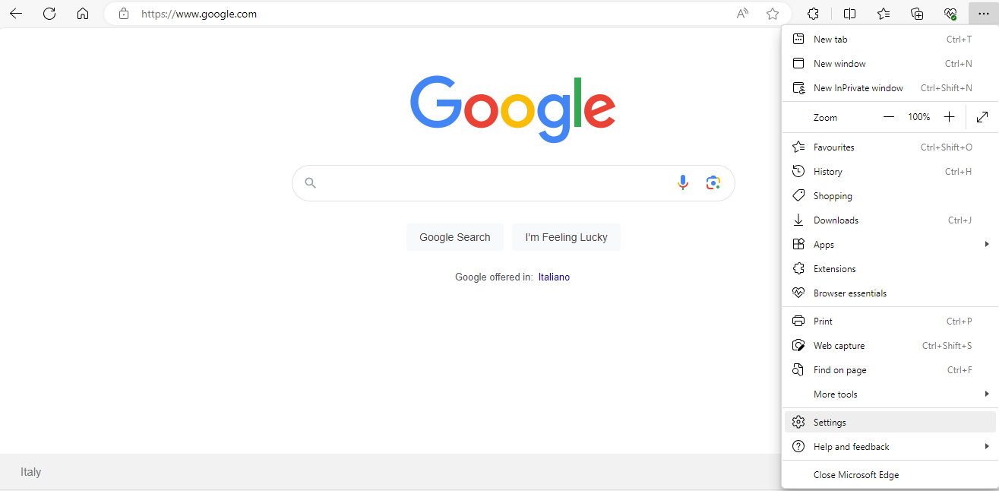 https://www.google.com
Google
Google Search I'm Feeling Lucky
Google offered in: Italiano
Italy
New tab Ctrl+T
New window Ctrl+N
New InPrivate window Ctrl+Shift+N
Zoom 100%
Favourites Ctrl+Shift+O
History Ctrl+H
Shopping
Downloads Ctrl+J
Apps
Extensions
Browser essentials
Print Ctrl+P
Web capture Ctrl+Shift+S
Find on page Ctrl+F
More tools
Settings
Help and feedback
Close Microsoft Edge